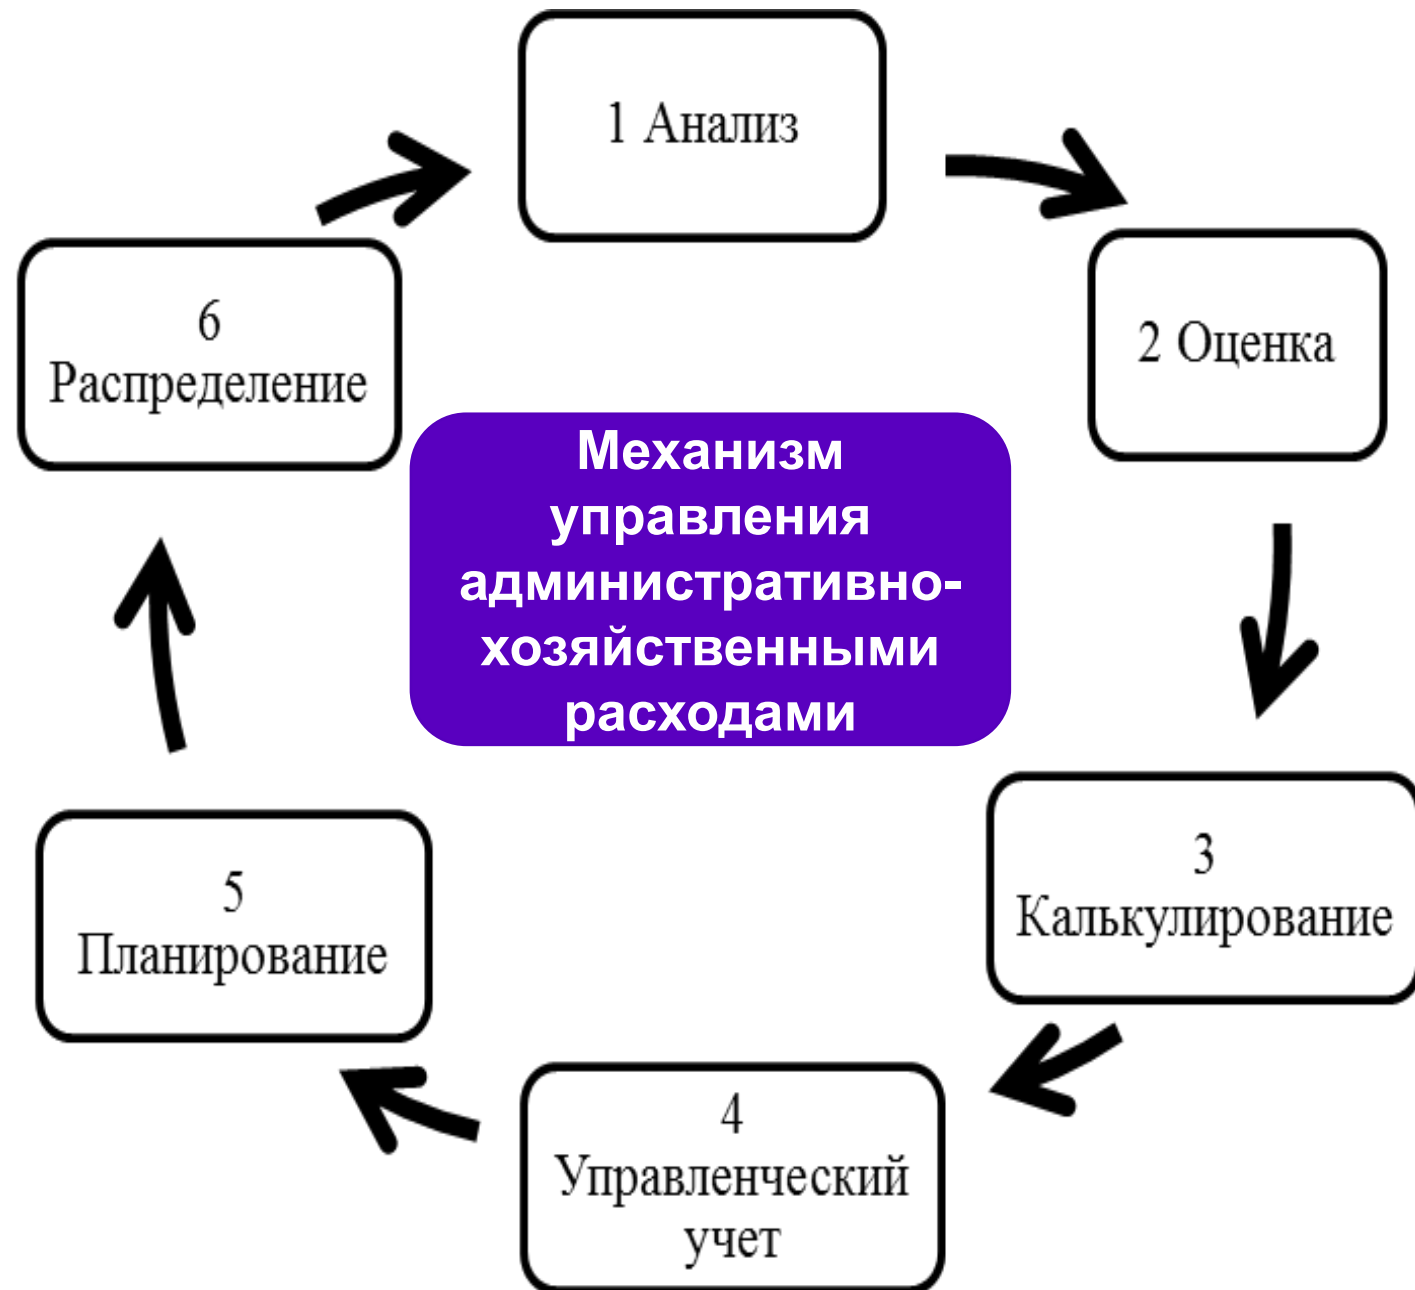 1 Анализ
2 Оценка
3
Калькулирование
4
Управленческий
учет
5
Планирование
6
Распределение
Механизм
управления
административно-
хозяйственными
расходами